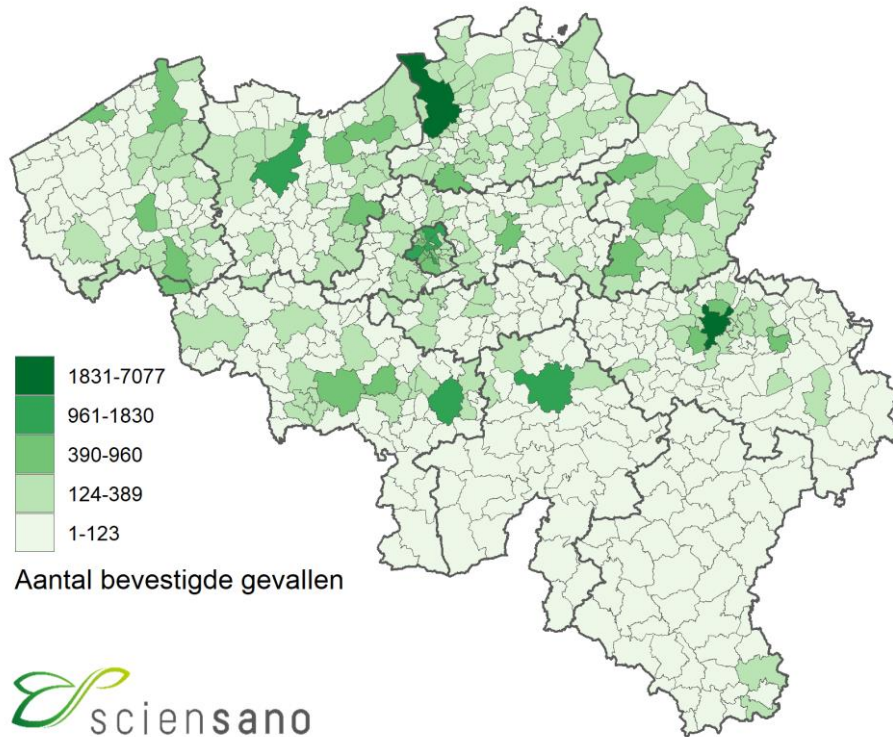 1831-7077
961-1830
390-960
124-389
1-123
Aantal bevestigde gevallen
sciensano